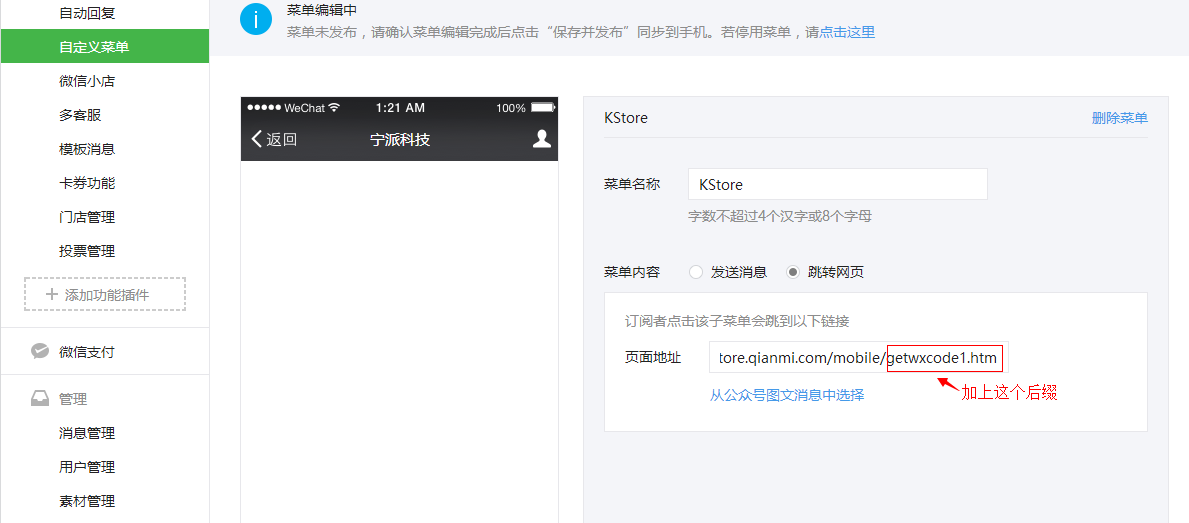 自动回复
自定义菜单
微信小店
多客服
模板消息
卡券功能
门店管理
投票管理
添加功能插件
微信支付
管理
消息管理
用户管理
素材管理
菜单编辑中
菜单未发布，请确认菜单编辑完成后点击“保存并发布”同步到手机。若停用菜单，请点击这里
WeChat 1:21 AM 100%
返回 宁派科技
KStore 删除菜单
菜单名称 KStore
字数不超过4个汉字或8个字母
菜单内容 发送消息 跳转网页
订阅者点击该子菜单会跳到以下链接
页面地址 tore.qianmi.com/mobile/getwxcode1.htm
从公众号图文消息中选择
加上这个后缀